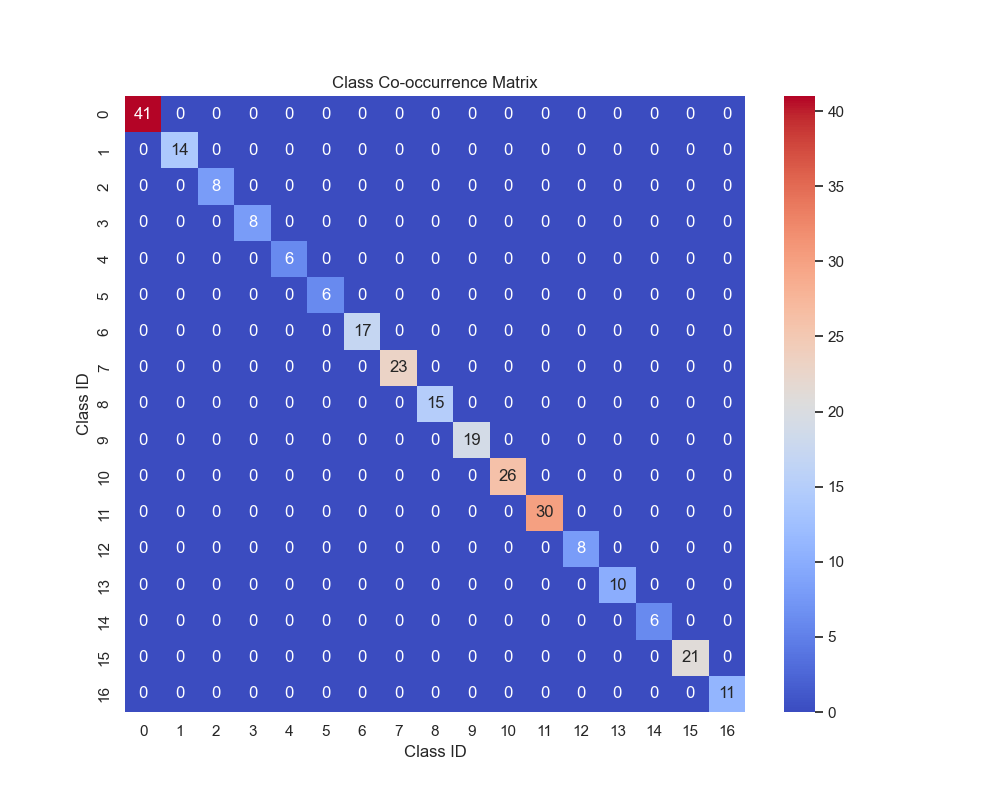 Class Co-occurrence Matrix
0 41 0 0 0 0 0 0 0 0 0 0 0 0 0 0 0 0
1 0 14 0 0 0 0 0 0 0 0 0 0 0 0 0 0 0
2 0 0 8 0 0 0 0 0 0 0 0 0 0 0 0 0 0
3 0 0 0 8 0 0 0 0 0 0 0 0 0 0 0 0 0
4 0 0 0 0 6 0 0 0 0 0 0 0 0 0 0 0 0
5 0 0 0 0 0 6 0 0 0 0 0 0 0 0 0 0 0
6 0 0 0 0 0 0 17 0 0 0 0 0 0 0 0 0 0
7 0 0 0 0 0 0 0 23 0 0 0 0 0 0 0 0 0
8 0 0 0 0 0 0 0 0 15 0 0 0 0 0 0 0 0
9 0 0 0 0 0 0 0 0 0 19 0 0 0 0 0 0 0
10 0 0 0 0 0 0 0 0 0 0 26 0 0 0 0 0 0
11 0 0 0 0 0 0 0 0 0 0 0 30 0 0 0 0 0
12 0 0 0 0 0 0 0 0 0 0 0 0 8 0 0 0 0
13 0 0 0 0 0 0 0 0 0 0 0 0 0 10 0 0 0
14 0 0 0 0 0 0 0 0 0 0 0 0 0 0 6 0 0
15 0 0 0 0 0 0 0 0 0 0 0 0 0 0 0 21 0
16 0 0 0 0 0 0 0 0 0 0 0 0 0 0 0 0 11
0 1 2 3 4 5 6 7 8 9 10 11 12 13 14 15 16
Class ID
Class ID
40
35
30
25
20
15
10
5
0